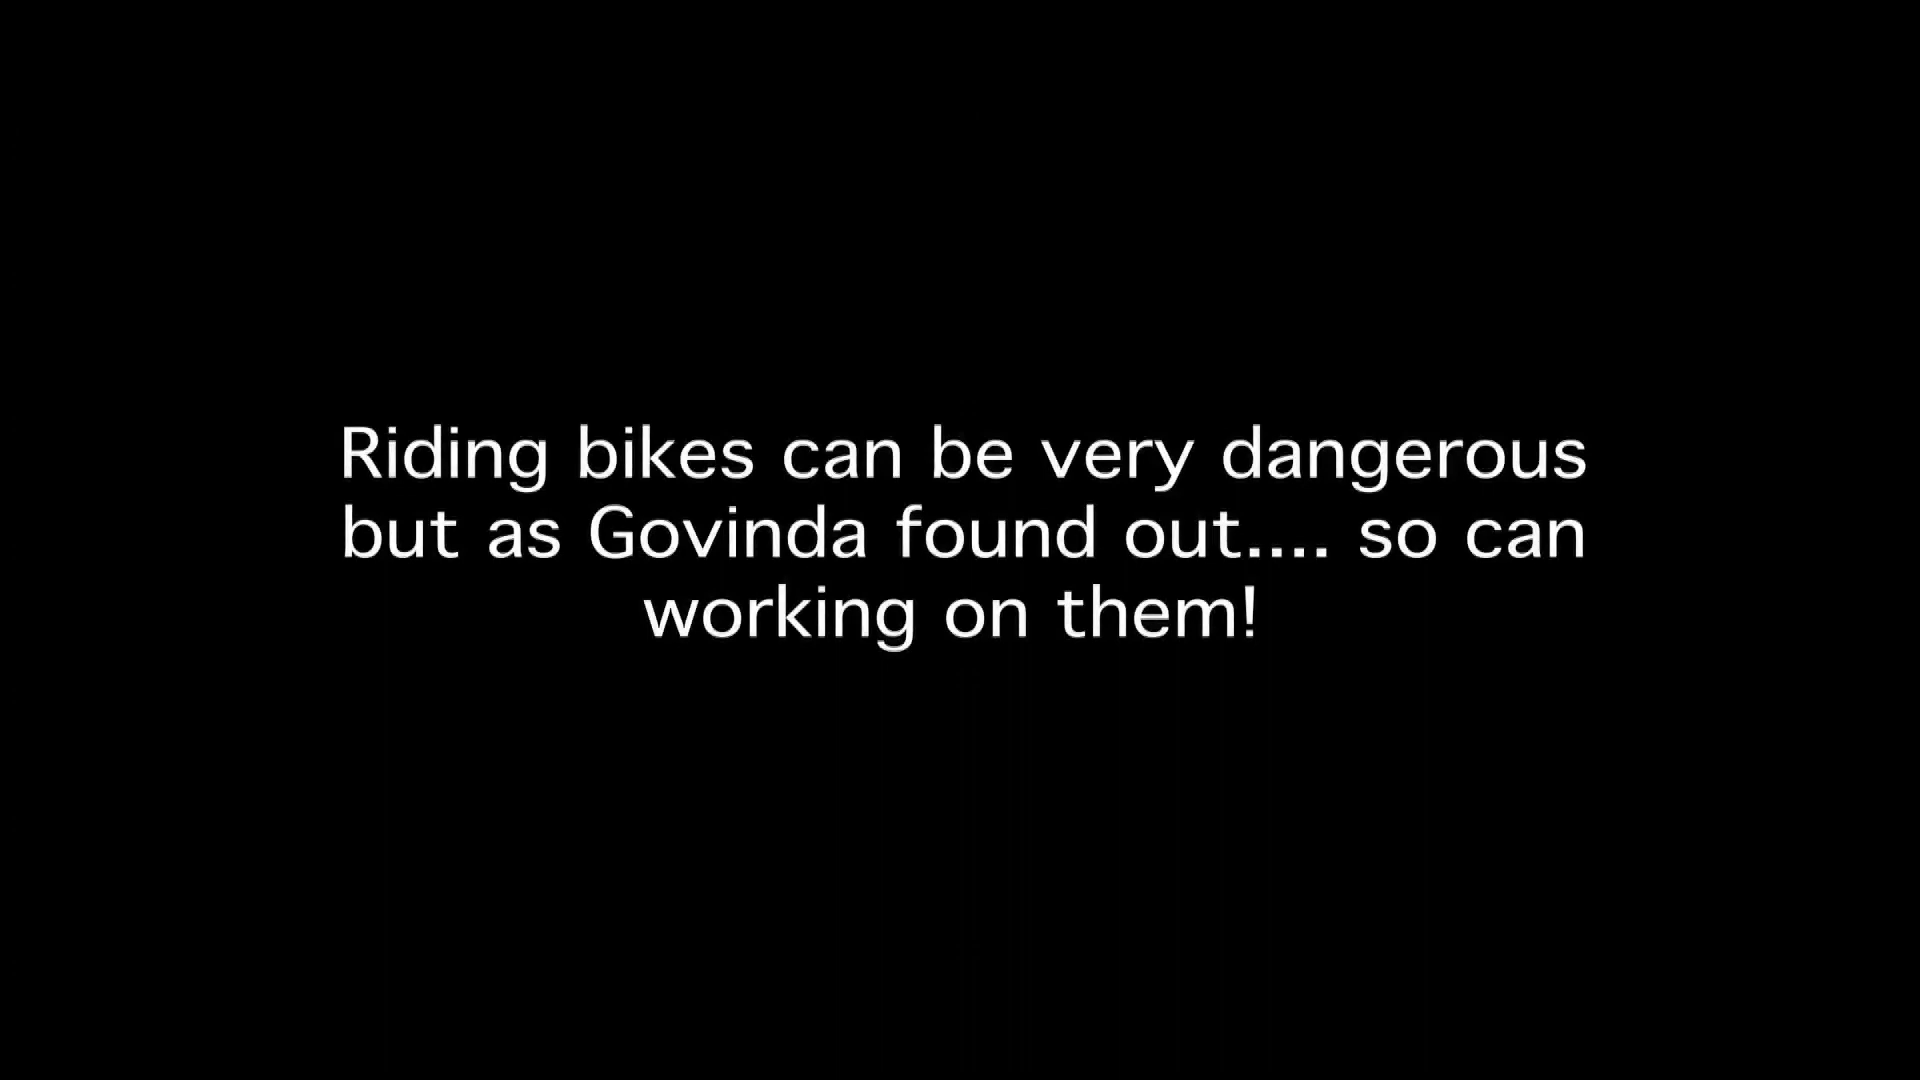 Riding bikes can be very dangerous
but as Govinda found out.... so can
working on them!